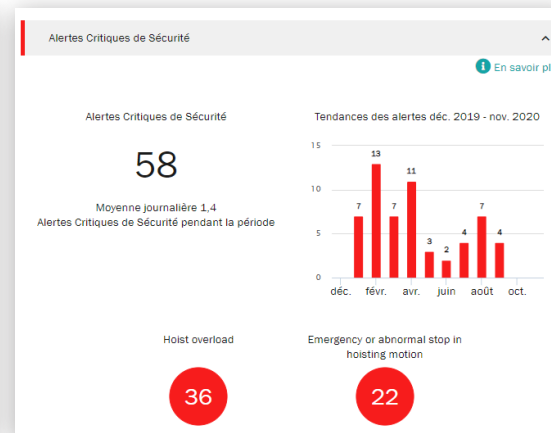 Alertes Critiques de Sécurité
En savoir pl
Alertes Critiques de Sécurité
58
Moyenne journalière 1,4
Alertes Critiques de Sécurité pendant la période
Tendances des alertes déc. 2019 - nov. 2020
15
10
5
0
7
13
7
11
3
2
4
7
4
déc. févr. avr. juin août oct.
Hoist overload
36
Emergency or abnormal stop in
hoisting motion
22